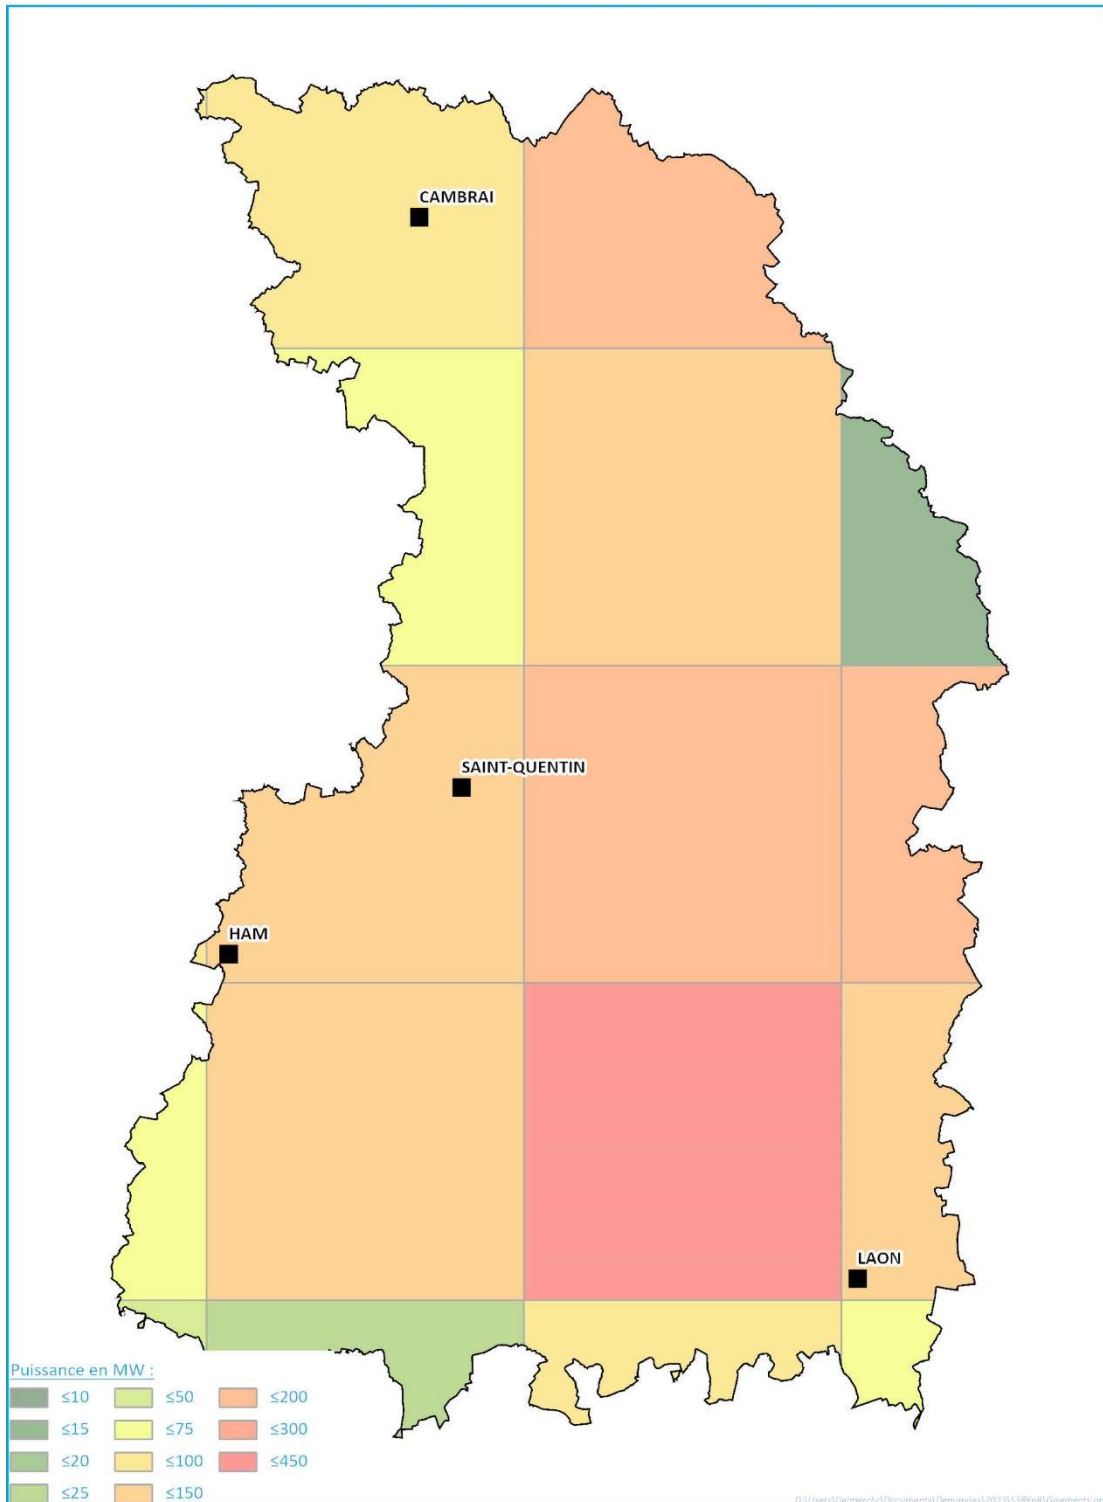 CAMBRAI
SAINT-QUENTIN
HAM
LAON
Puissance en MW :
≤10 ≤50 ≤200
≤15 ≤75 ≤300
≤20 ≤100 ≤450
≤25 ≤150